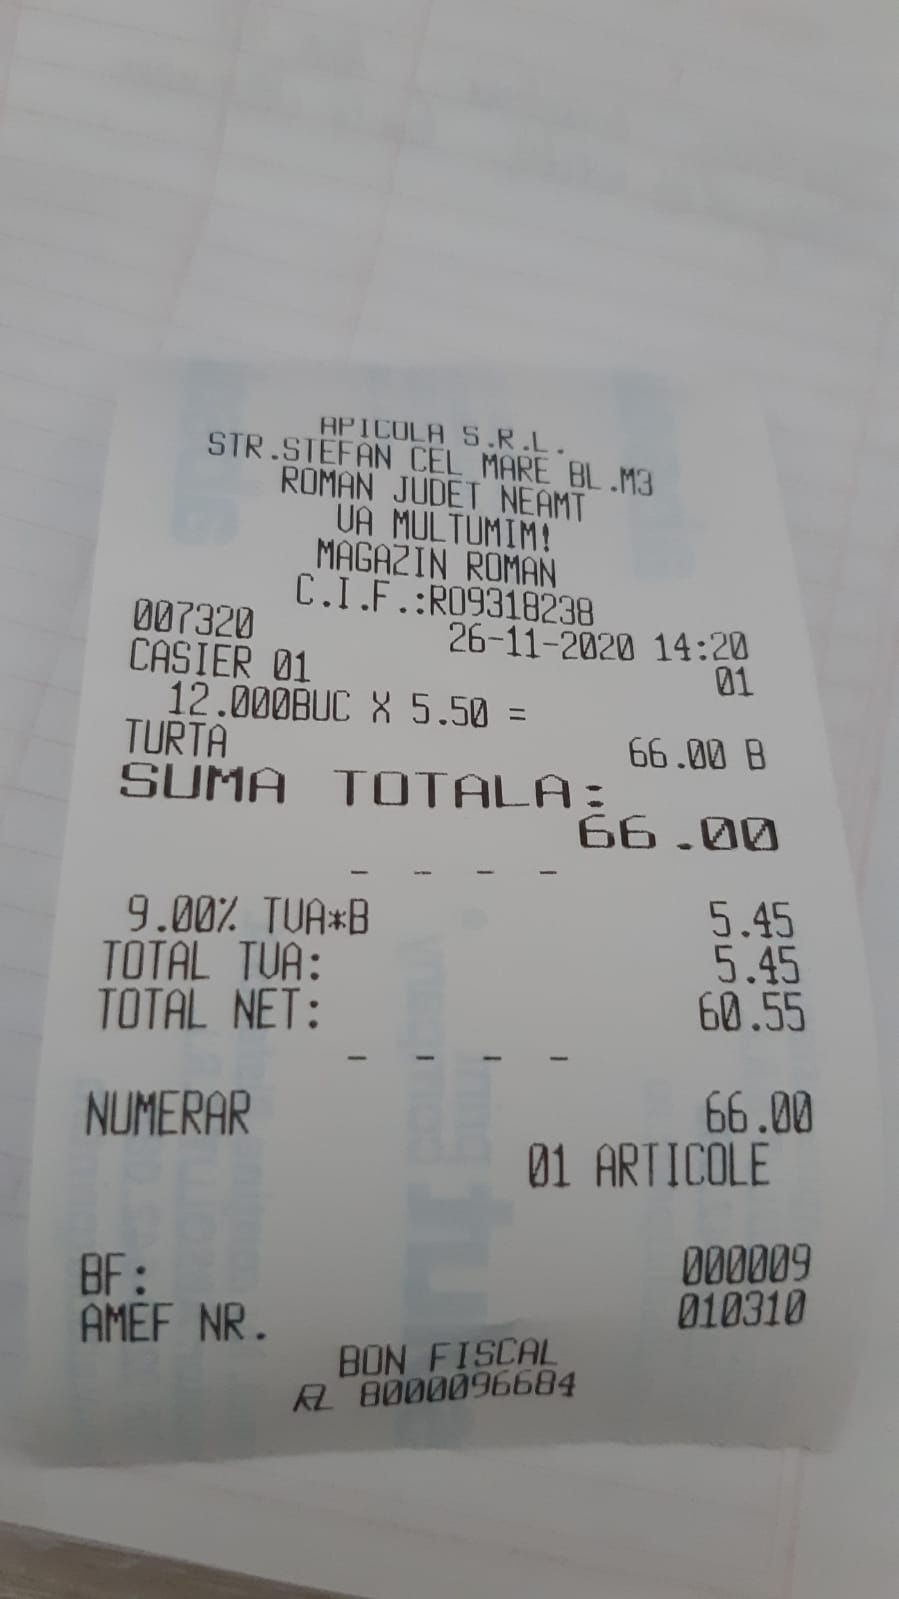 APICOLA S.R.L.
STR.STEFAN CEL MARE BL.M3
ROMAN JUDET NEAMT
VA MULTUMIM!
MAGAZIN ROMAN
C.I.F.:RO9318238
007320 26-11-2020 14:20
CASIER 01 01
12.000BUC X 5.50 =
TURTA 66.00 B
SUMA TOTALA:
66.00
- - - -
9.00% TVA*B 5.45
TOTAL TVA: 5.45
TOTAL NET: 60.55
- - - -
NUMERAR 66.00
01 ARTICOLE
BF: 000009
AMEF NR. 010310
BON FISCAL
8000096684